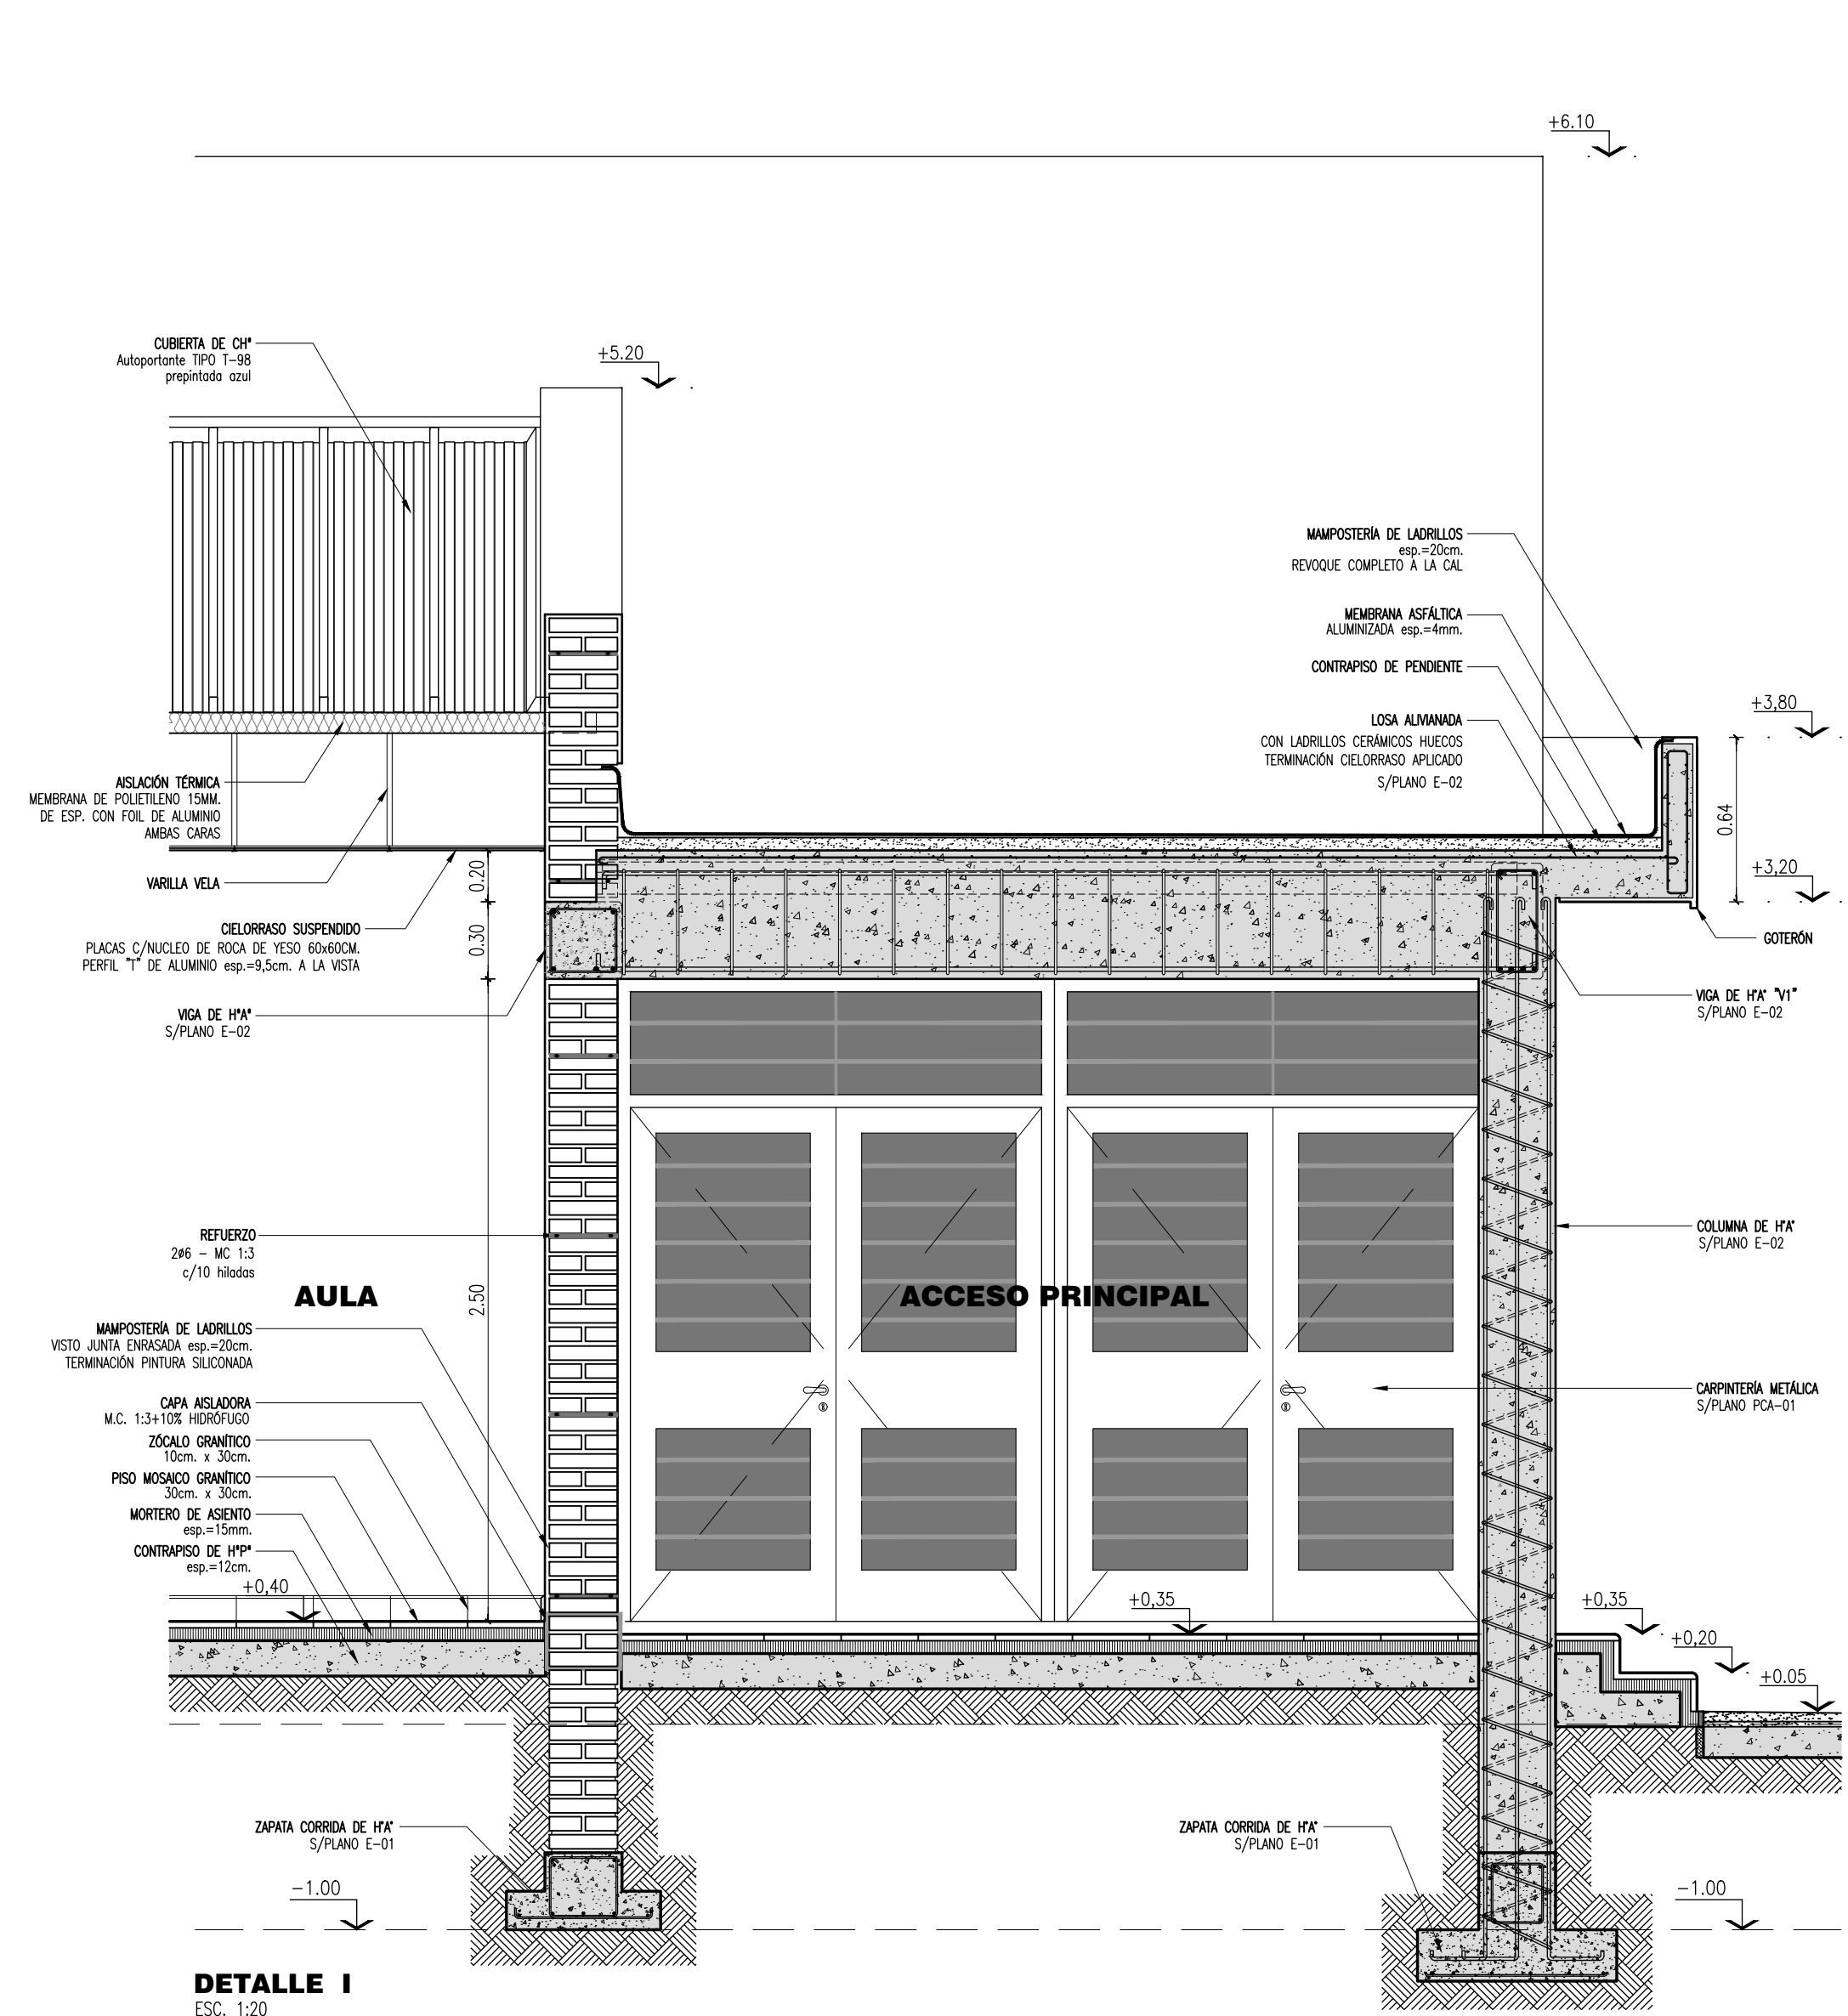 +6.10
CUBIERTA DE CHª
Autoportante TIPO T-98
prepintada azul
+5.20
MAMPOSTERÍA DE LADRILLOS
esp.=20cm.
REVOQUE COMPLETO A LA CAL
MEMBRANA ASFÁLTICA
ALUMINIZADA esp.=4mm.
CONTRAPISO DE PENDIENTE
LOSA ALIVIANADA
CON LADRILLOS CERÁMICOS HUECOS
TERMINACIÓN CIELORRASO APLICADO
S/PLANO E-02
+3,80
0.64
+3,20
GOTERÓN
AISLACIÓN TÉRMICA
MEMBRANA DE POLIETILENO 15MM.
DE ESP. CON FOIL DE ALUMINIO
AMBAS CARAS
VARILLA VELA
0.20
CIELORRASO SUSPENDIDO
PLACAS C/NUCLEO DE ROCA DE YESO 60x60CM.
PERFIL "T" DE ALUMINIO esp.=9,5cm. A LA VISTA
0.30
VIGA DE HªAª
S/PLANO E-02
VIGA DE H°A° "V1"
S/PLANO E-02
REFUERZO
2ø6 - MC 1:3
c/10 hiladas
COLUMNA DE H°A°
S/PLANO E-02
AULA
2.50
ACCESO PRINCIPAL
MAMPOSTERÍA DE LADRILLOS
VISTO JUNTA ENRASADA esp.=20cm.
TERMINACIÓN PINTURA SILICONADA
CARPINTERÍA METÁLICA
S/PLANO PCA-01
CAPA AISLADORA
M.C. 1:3+10% HIDRÓFUGO
ZÓCALO GRANÍTICO
10cm. x 30cm.
PISO MOSAICO GRANÍTICO
30cm. x 30cm.
MORTERO DE ASIENTO
esp.=15mm.
CONTRAPISO DE HªPª
esp.=12cm.
+0,40
+0,35
+0,35
+0,20
+0.05
ZAPATA CORRIDA DE H°A°
S/PLANO E-01
ZAPATA CORRIDA DE H°A°
S/PLANO E-01
-1.00
-1.00
DETALLE I
ESC. 1:20